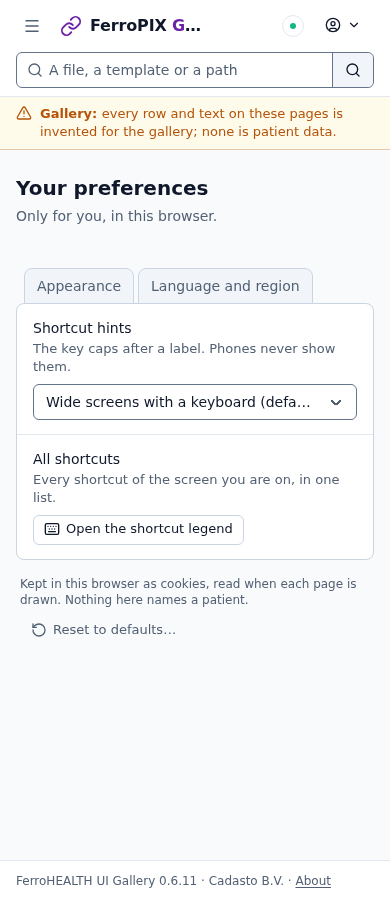 FerroPIX G…
A file, a template or a path
Gallery: every row and text on these pages is
invented for the gallery; none is patient data.
Your preferences
Only for you, in this browser.
Appearance
Language and region
Shortcut hints
The key caps after a label. Phones never show
them.
Wide screens with a keyboard (defa…
All shortcuts
Every shortcut of the screen you are on, in one
list.
Open the shortcut legend
Kept in this browser as cookies, read when each page is
drawn. Nothing here names a patient.
Reset to defaults…
FerroHEALTH UI Gallery 0.6.11 · Cadasto B.V. · About